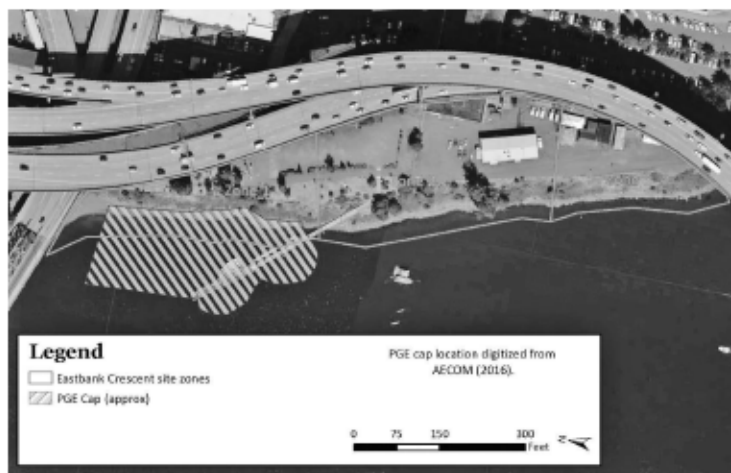 Legend
Eastbank Crescent site zones
PGE Cap (approx)
PGE cap location digitized from
AECOM (2016).
0 75 150 300
Feet
N